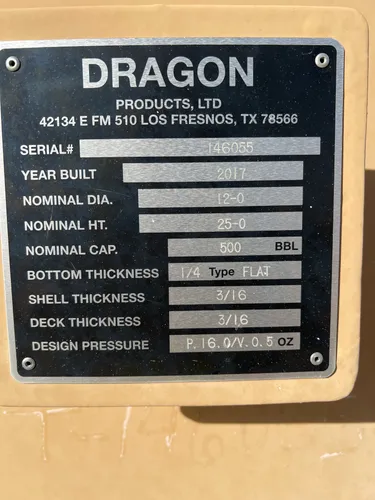 DRAGON
PRODUCTS, LTD
42134 E FM 510 LOS FRESNOS, TX 78566
SERIAL# 146055
YEAR BUILT 2017
NOMINAL DIA. 12-0
NOMINAL HT. 25-0
NOMINAL CAP. 500 BBL
BOTTOM THICKNESS 1/4 Type FLAT
SHELL THICKNESS 3/16
DECK THICKNESS 3/16
DESIGN PRESSURE P.16.0/V.0.5 OZ